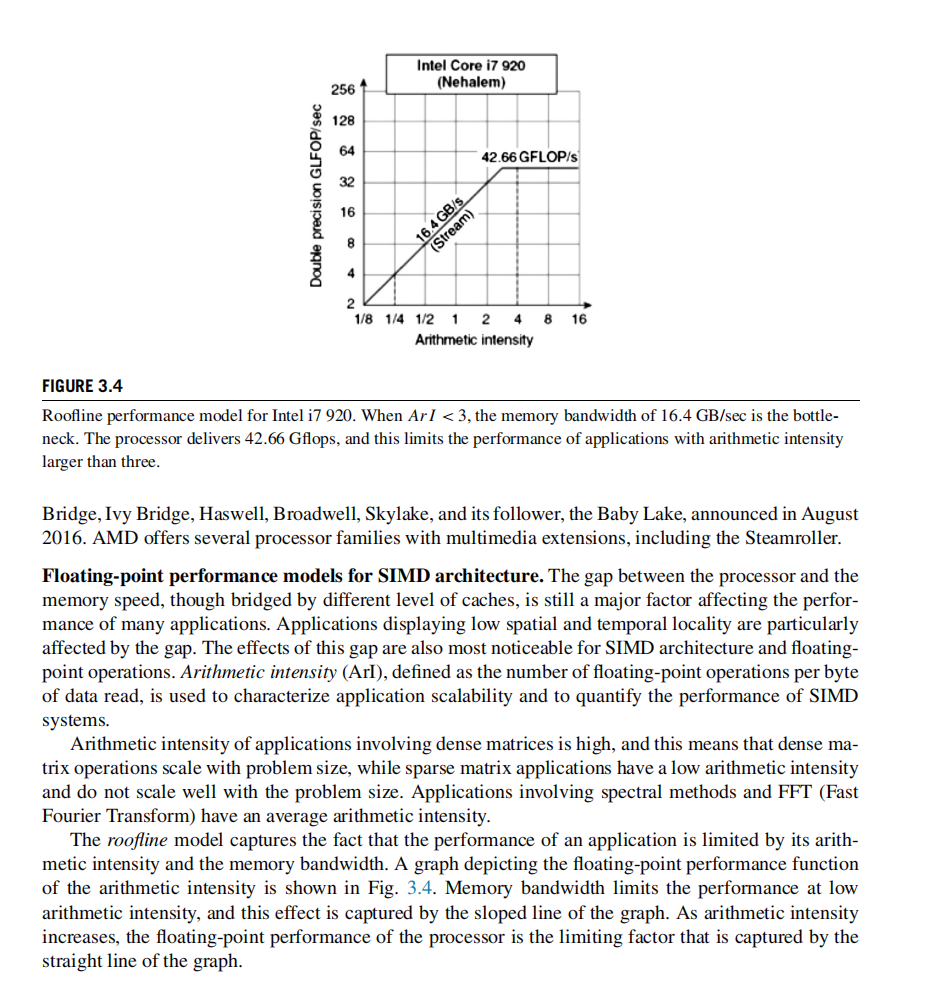 Intel Core i7 920
(Nehalem)
256
128
64
32
16
8
4
2
Double precision GLFOP/sec
42.66 GFLOP/s
16.4 GB/s
(Stream)
1/8 1/4 1/2 1 2 4 8 16
Arithmetic intensity
FIGURE 3.4
Roofline performance model for Intel i7 920. When ArI < 3, the memory bandwidth of 16.4 GB/sec is the bottle-
neck. The processor delivers 42.66 Gflops, and this limits the performance of applications with arithmetic intensity
larger than three.
Bridge, Ivy Bridge, Haswell, Broadwell, Skylake, and its follower, the Baby Lake, announced in August
2016. AMD offers several processor families with multimedia extensions, including the Steamroller.
Floating-point performance models for SIMD architecture. The gap between the processor and the
memory speed, though bridged by different level of caches, is still a major factor affecting the perfor-
mance of many applications. Applications displaying low spatial and temporal locality are particularly
affected by the gap. The effects of this gap are also most noticeable for SIMD architecture and floating-
point operations. Arithmetic intensity (ArI), defined as the number of floating-point operations per byte
of data read, is used to characterize application scalability and to quantify the performance of SIMD
systems.
Arithmetic intensity of applications involving dense matrices is high, and this means that dense ma-
trix operations scale with problem size, while sparse matrix applications have a low arithmetic intensity
and do not scale well with the problem size. Applications involving spectral methods and FFT (Fast
Fourier Transform) have an average arithmetic intensity.
The roofline model captures the fact that the performance of an application is limited by its arith-
metic intensity and the memory bandwidth. A graph depicting the floating-point performance function
of the arithmetic intensity is shown in Fig. 3.4. Memory bandwidth limits the performance at low
arithmetic intensity, and this effect is captured by the sloped line of the graph. As arithmetic intensity
increases, the floating-point performance of the processor is the limiting factor that is captured by the
straight line of the graph.